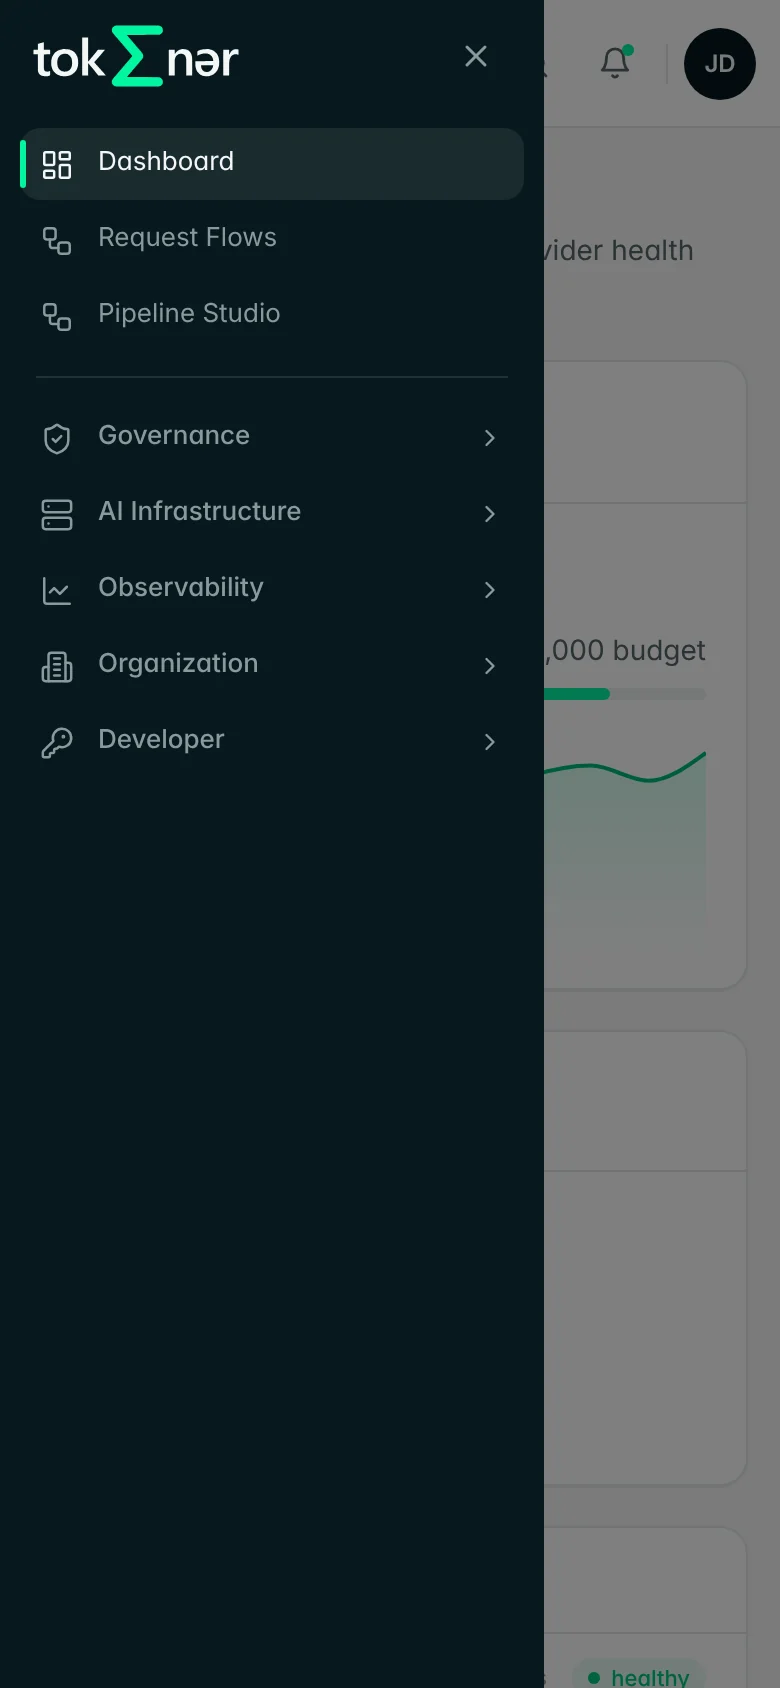 tokΣnər
JD
Dashboard
Request Flows
vider health
Pipeline Studio
Governance
AI Infrastructure
Observability
Organization
,000 budget
Developer
healthy